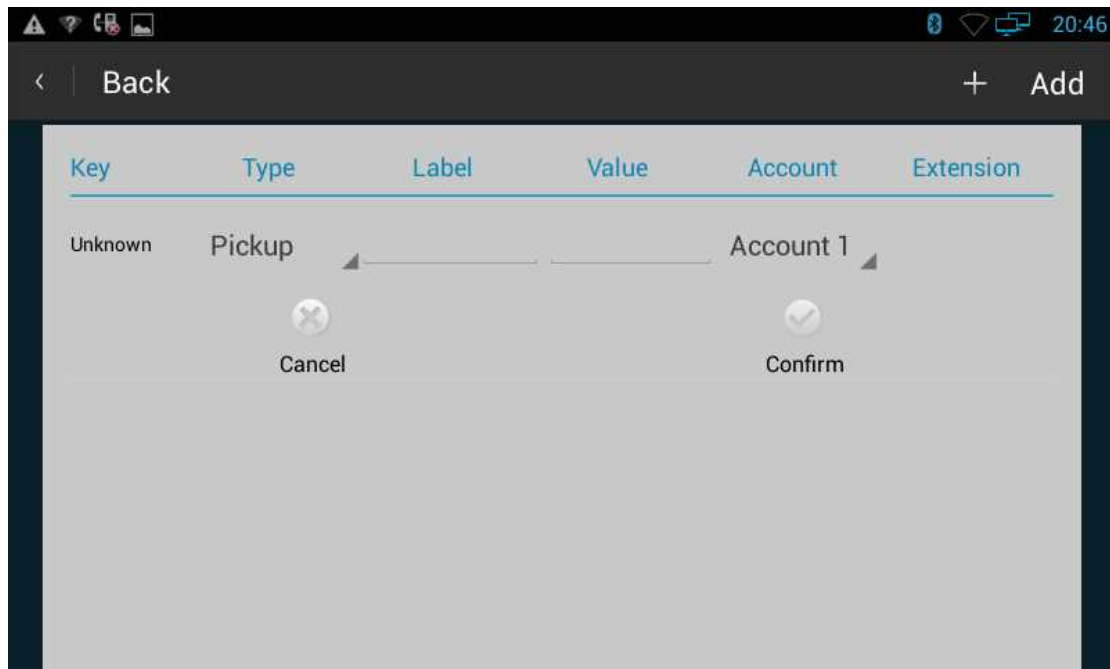 20:46
Back + Add
Key Type Label Value Account Extension
Unknown Pickup Account 1
Cancel Confirm